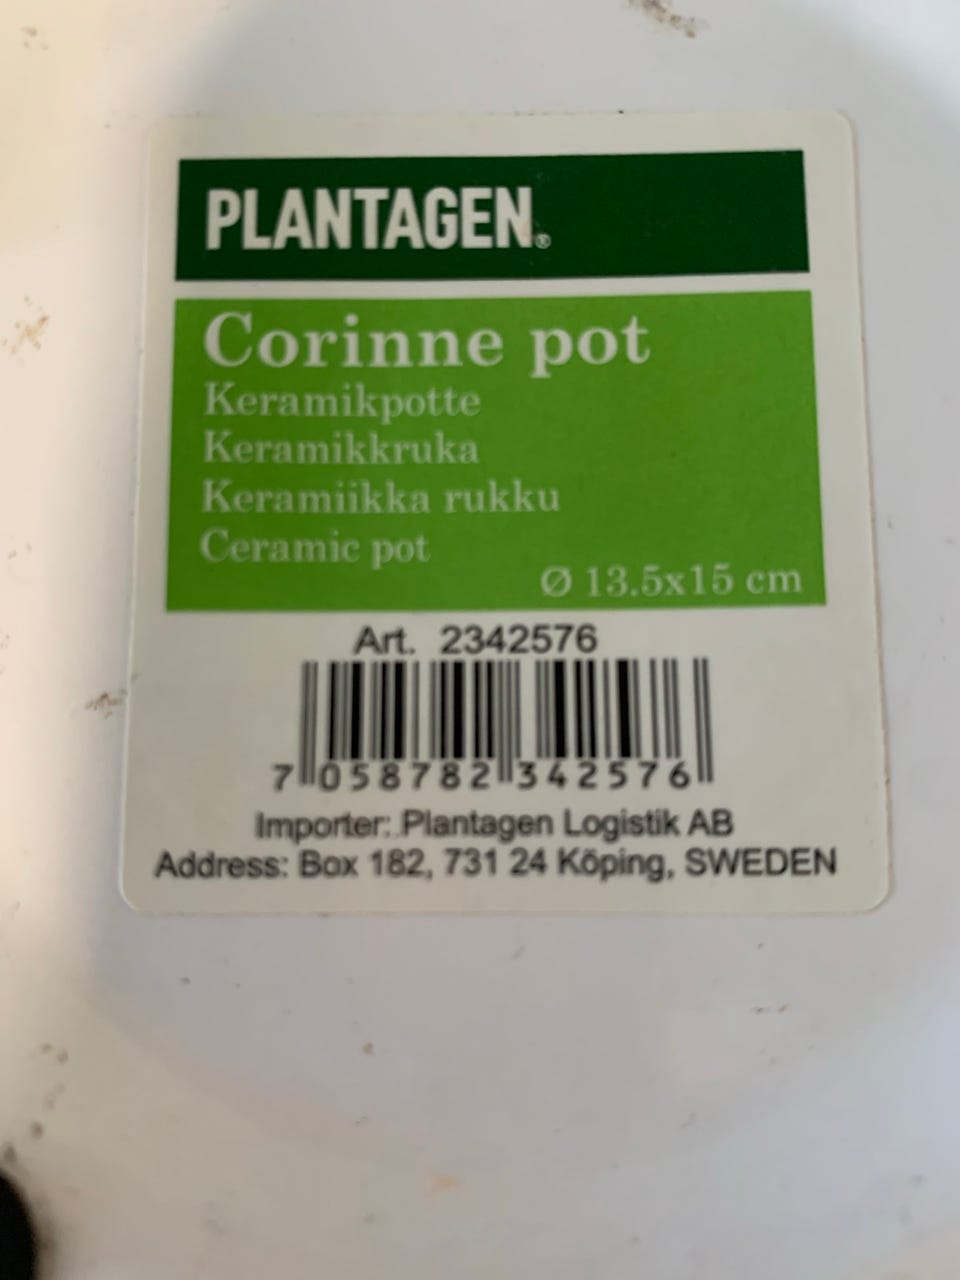 PLANTAGEN®
Corinne pot
Keramikpotte
Keramikkruka
Keramiikka rukku
Ceramic pot
Ø 13.5x15 cm
Art. 2342576
7 058782 342576
Importer: Plantagen Logistik AB
Address: Box 182, 731 24 Köping, SWEDEN